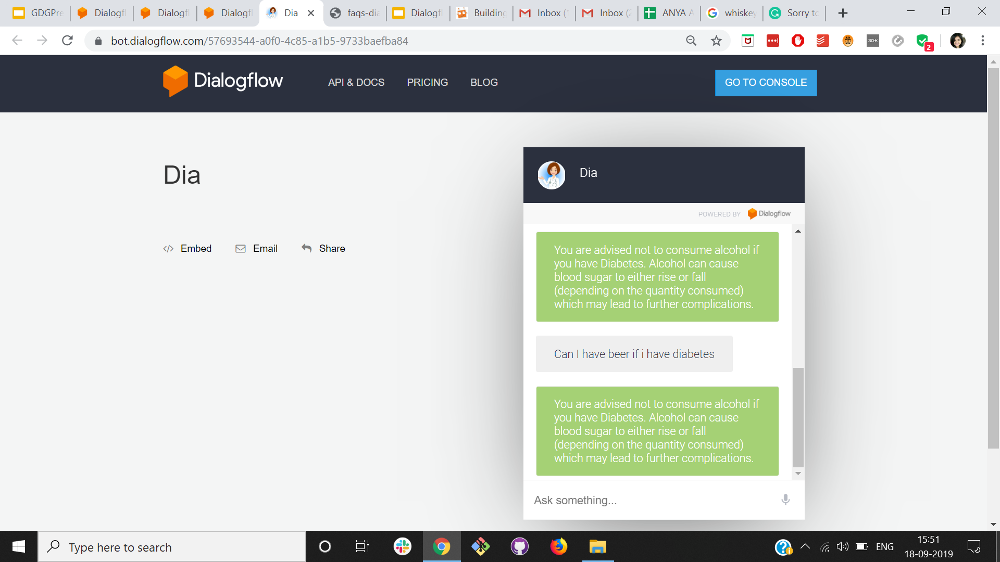 GDGPre
Dialogfl
Dialogfl
Dialogfl
Dia
faqs-dia
Dialogfl
Building
Inbox (
Inbox (2
ANYA A
whiskey
Sorry to
bot.dialogflow.com/57693544-a0f0-4c85-a1b5-9733baefba84
30+
2
Dialogflow
API & DOCS
PRICING
BLOG
GO TO CONSOLE
Dia
Embed
Email
Share
Dia
POWERED BY
Dialogflow
You are advised not to consume alcohol if
you have Diabetes. Alcohol can cause
blood sugar to either rise or fall
(depending on the quantity consumed)
which may lead to further complications.
Can I have beer if i have diabetes
You are advised not to consume alcohol if
you have Diabetes. Alcohol can cause
blood sugar to either rise or fall
(depending on the quantity consumed)
which may lead to further complications.
Ask something...
Type here to search
ENG
15:51
18-09-2019